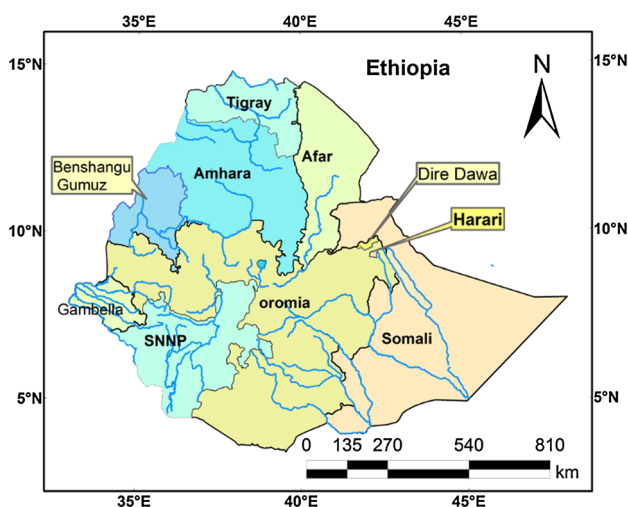 35°E 40°E 45°E
Ethiopia
15°N 15°N
N
Tigray
Afar
Benshangu
Gumuz
Amhara
Dire Dawa
Harari
10°N 10°N
Gambella
oromia
SNNP
Somali
5°N 5°N
0 135 270 540 810
km
35°E 40°E 45°E